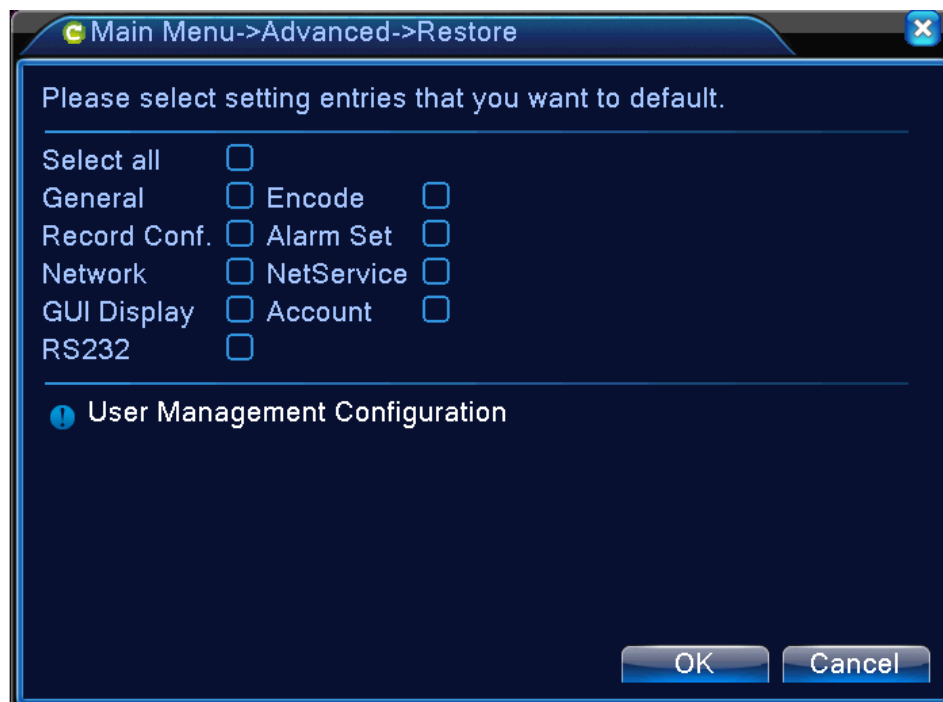 Main Menu->Advanced->Restore
Please select setting entries that you want to default.
Select all
General Encode
Record Conf. Alarm Set
Network NetService
GUI Display Account
RS232
User Management Configuration
OK Cancel